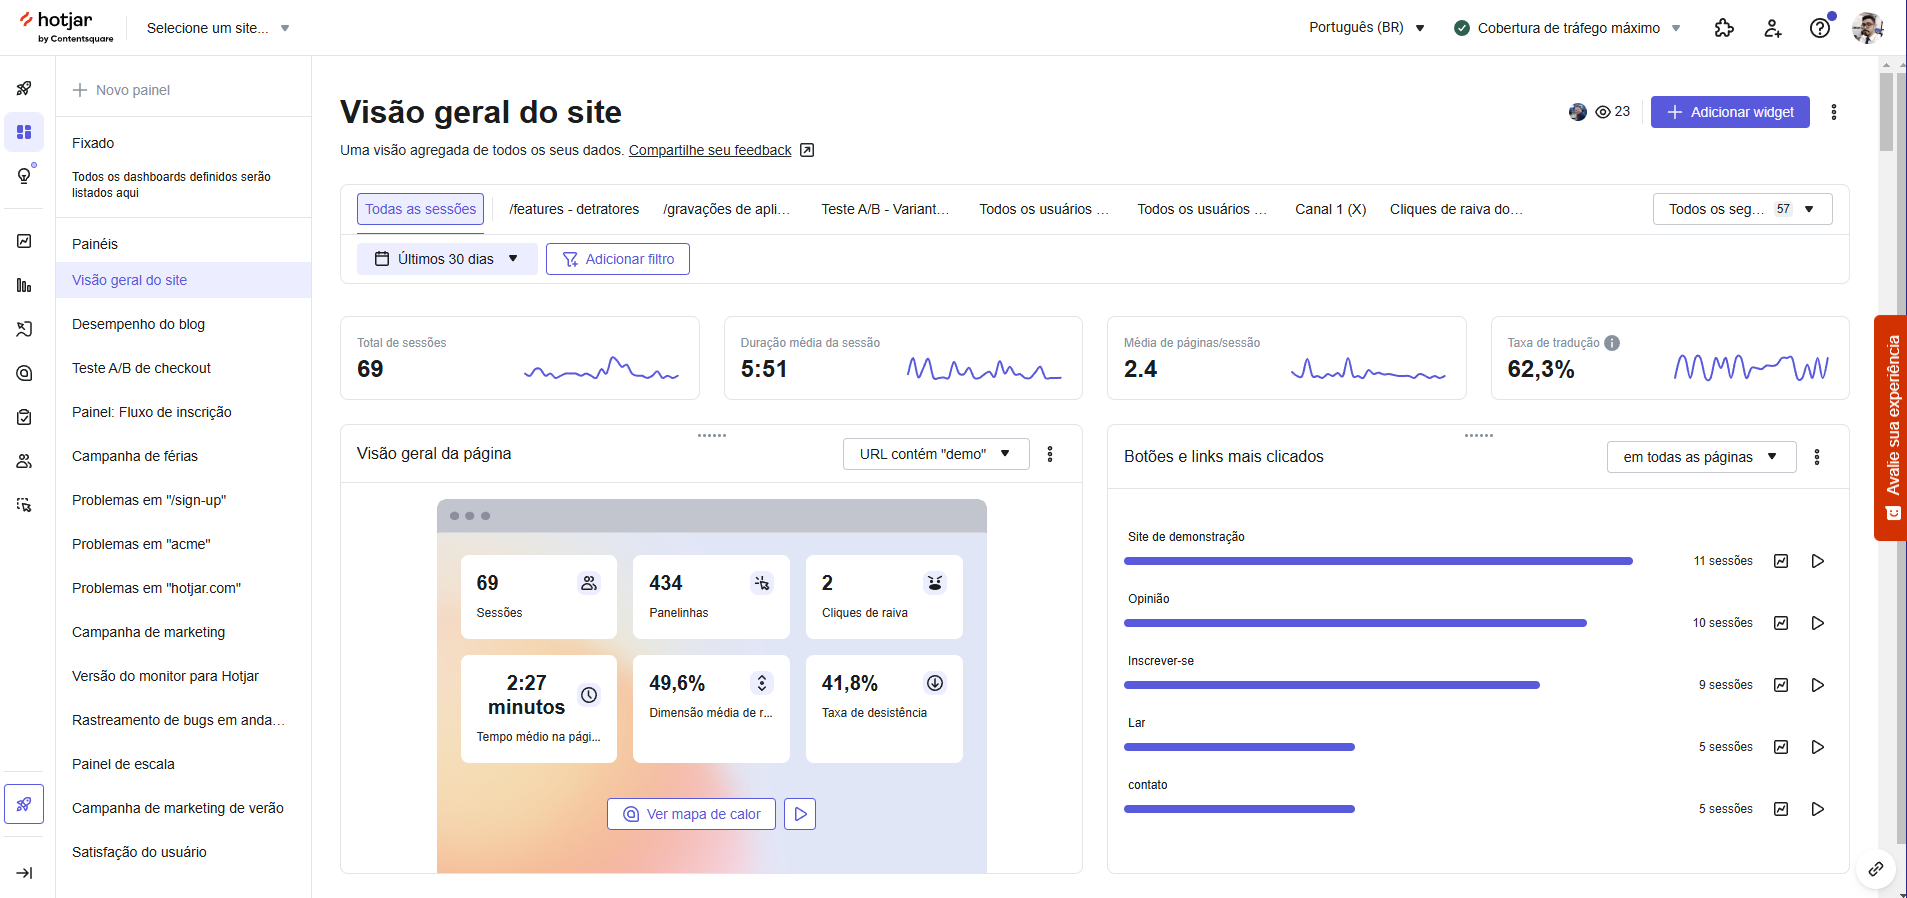 hotjar
by Contentsquare
Selecione um site...
Português (BR)
Cobertura de tráfego máximo
Novo painel
Fixado
Todos os dashboards definidos serão
listados aqui
Painéis
Visão geral do site
Desempenho do blog
Teste A/B de checkout
Painel: Fluxo de inscrição
Campanha de férias
Problemas em "/sign-up"
Problemas em "acme"
Problemas em "hotjar.com"
Campanha de marketing
Versão do monitor para Hotjar
Rastreamento de bugs em anda...
Painel de escala
Campanha de marketing de verão
Satisfação do usuário
Visão geral do site
23
Adicionar widget
Uma visão agregada de todos os seus dados. Compartilhe seu feedback
Todas as sessões
/features - detratores
/gravações de apli...
Teste A/B - Variant...
Todos os usuários ...
Todos os usuários ...
Canal 1 (X)
Cliques de raiva do...
Todos os seg... 57
Últimos 30 dias
Adicionar filtro
Total de sessões
69
Duração média da sessão
5:51
Média de páginas/sessão
2.4
Taxa de tradução
62,3%
Visão geral da página
URL contém "demo"
69
Sessões
434
Panelinhas
2
Cliques de raiva
2:27
minutos
Tempo médio na pági...
49,6%
Dimensão média de r...
41,8%
Taxa de desistência
Ver mapa de calor
Botões e links mais clicados
em todas as páginas
Site de demonstração
11 sessões
Opinião
10 sessões
Inscrever-se
9 sessões
Lar
5 sessões
contato
5 sessões
Avalie sua experiência